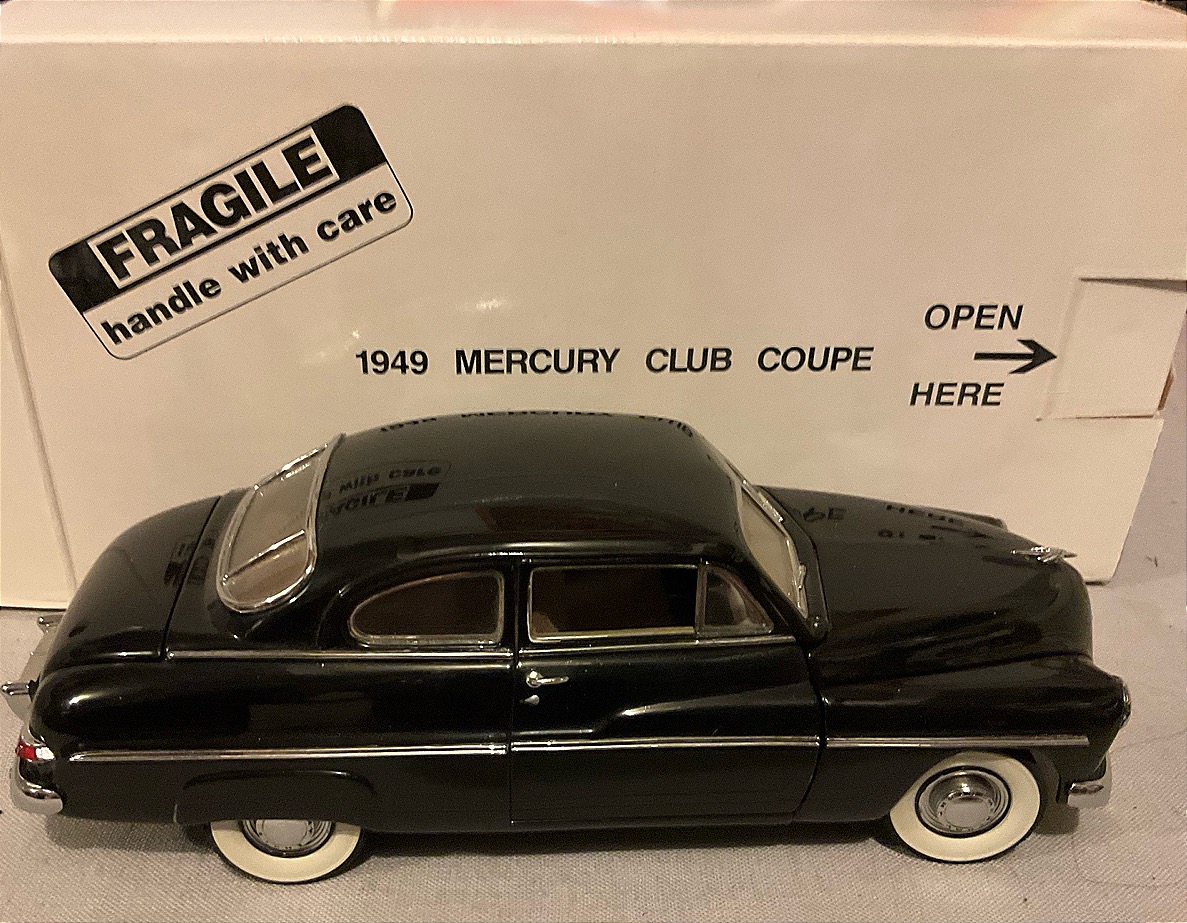 FRAGILE
handle with care
1949 MERCURY CLUB COUPE
OPEN
HERE